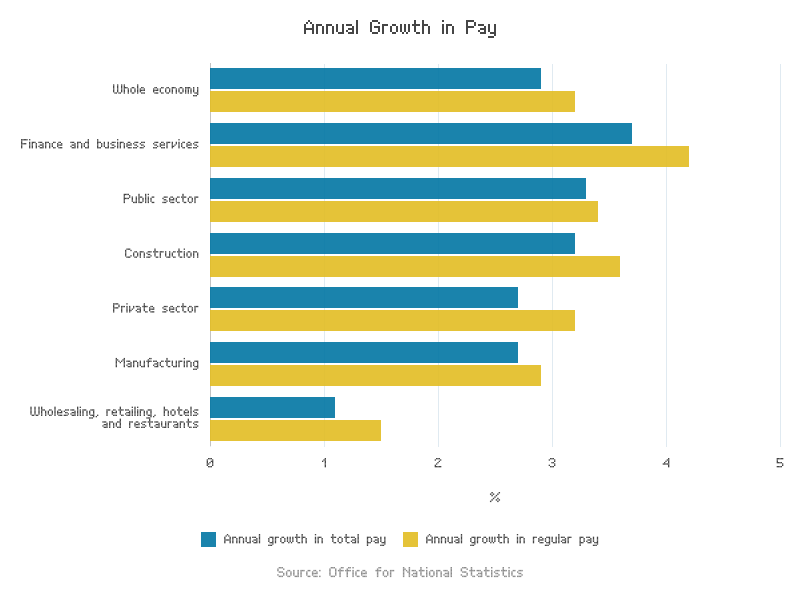 Annual Growth in Pay
Whole economy
Finance and business services
Public sector
Construction
Private sector
Manufacturing
Wholesaling, retailing, hotels
and restaurants
0 1 2 3 4 5
%
Annual growth in total pay Annual growth in regular pay
Source: Office for National Statistics